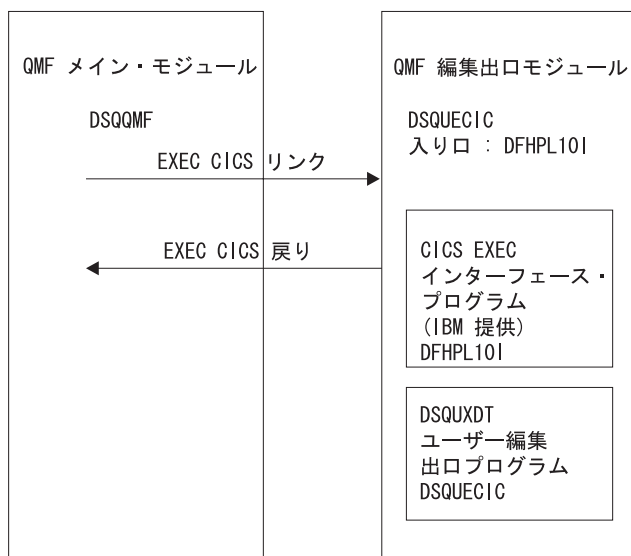 QMF メイン・モジュール
DSQQMF
EXEC CICS リンク
EXEC CICS 戻り
QMF 編集出口モジュール
DSQUECIC
入り口 : DFHPL1OI
CICS EXEC
インターフェース・
プログラム
(IBM 提供)
DFHPL1OI
DSQUXDT
ユーザー編集
出口プログラム
DSQUECIC